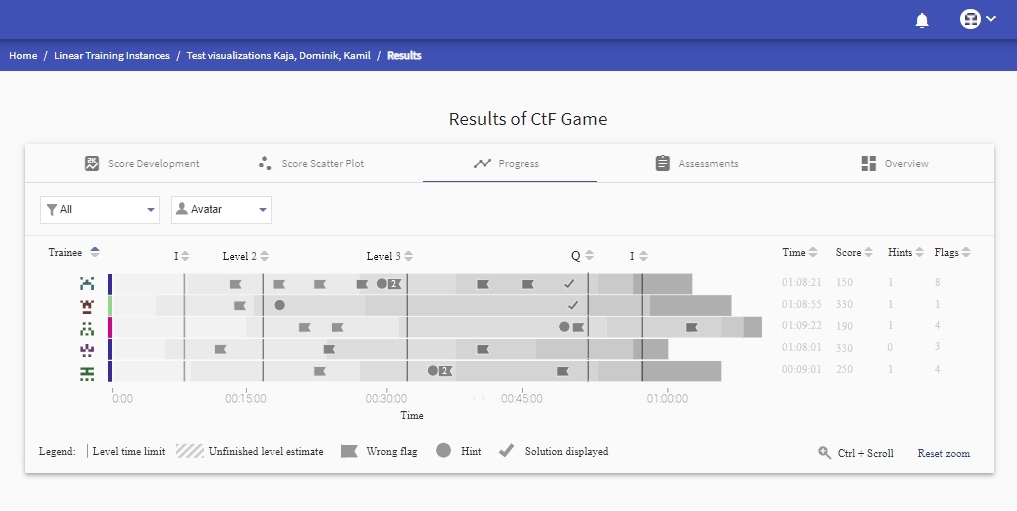 Home / Linear Training Instances / Test visualizations Kaja, Dominik, Kamil / Results
Results of CtF Game
2K Score Development Score Scatter Plot Progress Assessments Overview
All Avatar
Trainee I Level 2 Level 3 Q I Time Score Hints Flags
2 01:08:21 150 1 8
01:08:55 330 1 1
01:09:22 190 1 4
01:08:01 330 0 3
2 00:09:01 250 1 4
0:00 00:15:00 00:30:00 00:45:00 01:00:00
Time
Legend: Level time limit Unfinished level estimate Wrong flag Hint Solution displayed Ctrl + Scroll Reset zoom